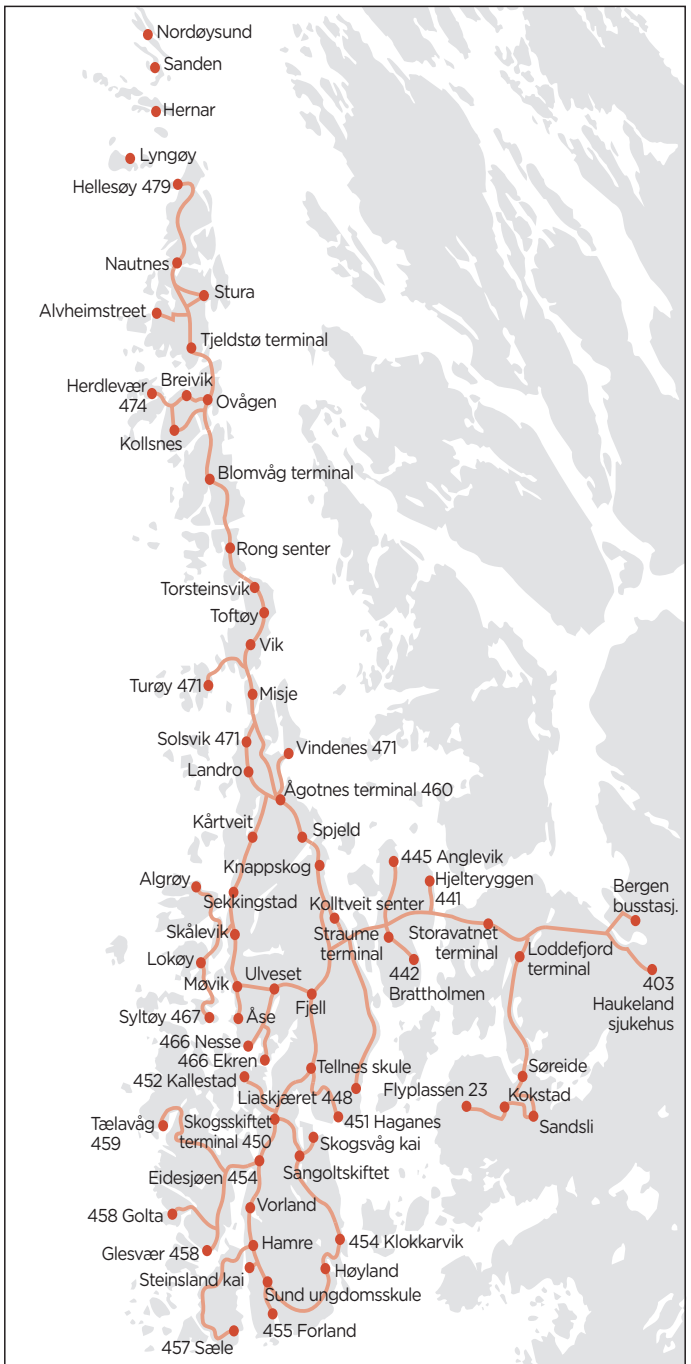 Nordøysund
Sanden
Hernar
Lyngøy
Hellesøy 479
Nautnes
Stura
Alvheimstreet
Tjeldstø terminal
Herdlevær
474
Breivik
Ovågen
Kollsnes
Blomvåg terminal
Rong senter
Torsteinsvik
Toftøy
Vik
Turøy 471
Misje
Solsvik 471
Vindenes 471
Landro
Ågotnes terminal 460
Kårtveit
Spjeld
Knappskog
445 Anglevik
Hjelteryggen
441
Algrøy
Sekkingstad
Kolltveit senter
Bergen
busstasj.
Skålevik
Straume
terminal
Storavatnet
terminal
Loddefjord
terminal
Lokøy
Ulveset
442
Brattholmen
403
Haukeland
sjukehus
Møvik
Fjell
Syltøy 467
Åse
466 Nesse
466 Ekren
Tellnes skule
452 Kallestad
Liaskjæret 448
Søreide
Flyplassen 23
Kokstad
Sandsli
Tælavåg
459
Skogsskiftet
terminal 450
451 Haganes
Skogsvåg kai
Sangoltskiftet
Eidesjøen 454
Vorland
458 Golta
454 Klokkarvik
Hamre
Glesvær 458
Høyland
Steinsland kai
Sund ungdomsskule
455 Forland
457 Sæle